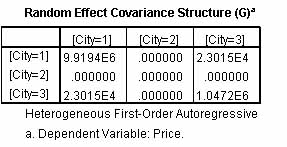 Random Effect Covariance Structure (G)ª
[City=1] [City=2] [City=3]
[City=1] 9.9194E6 .000000 2.3015E4
[City=2] .000000 .000000 .000000
[City=3] 2.3015E4 .000000 1.0472E6
Heterogeneous First-Order Autoregressive
a. Dependent Variable: Price.